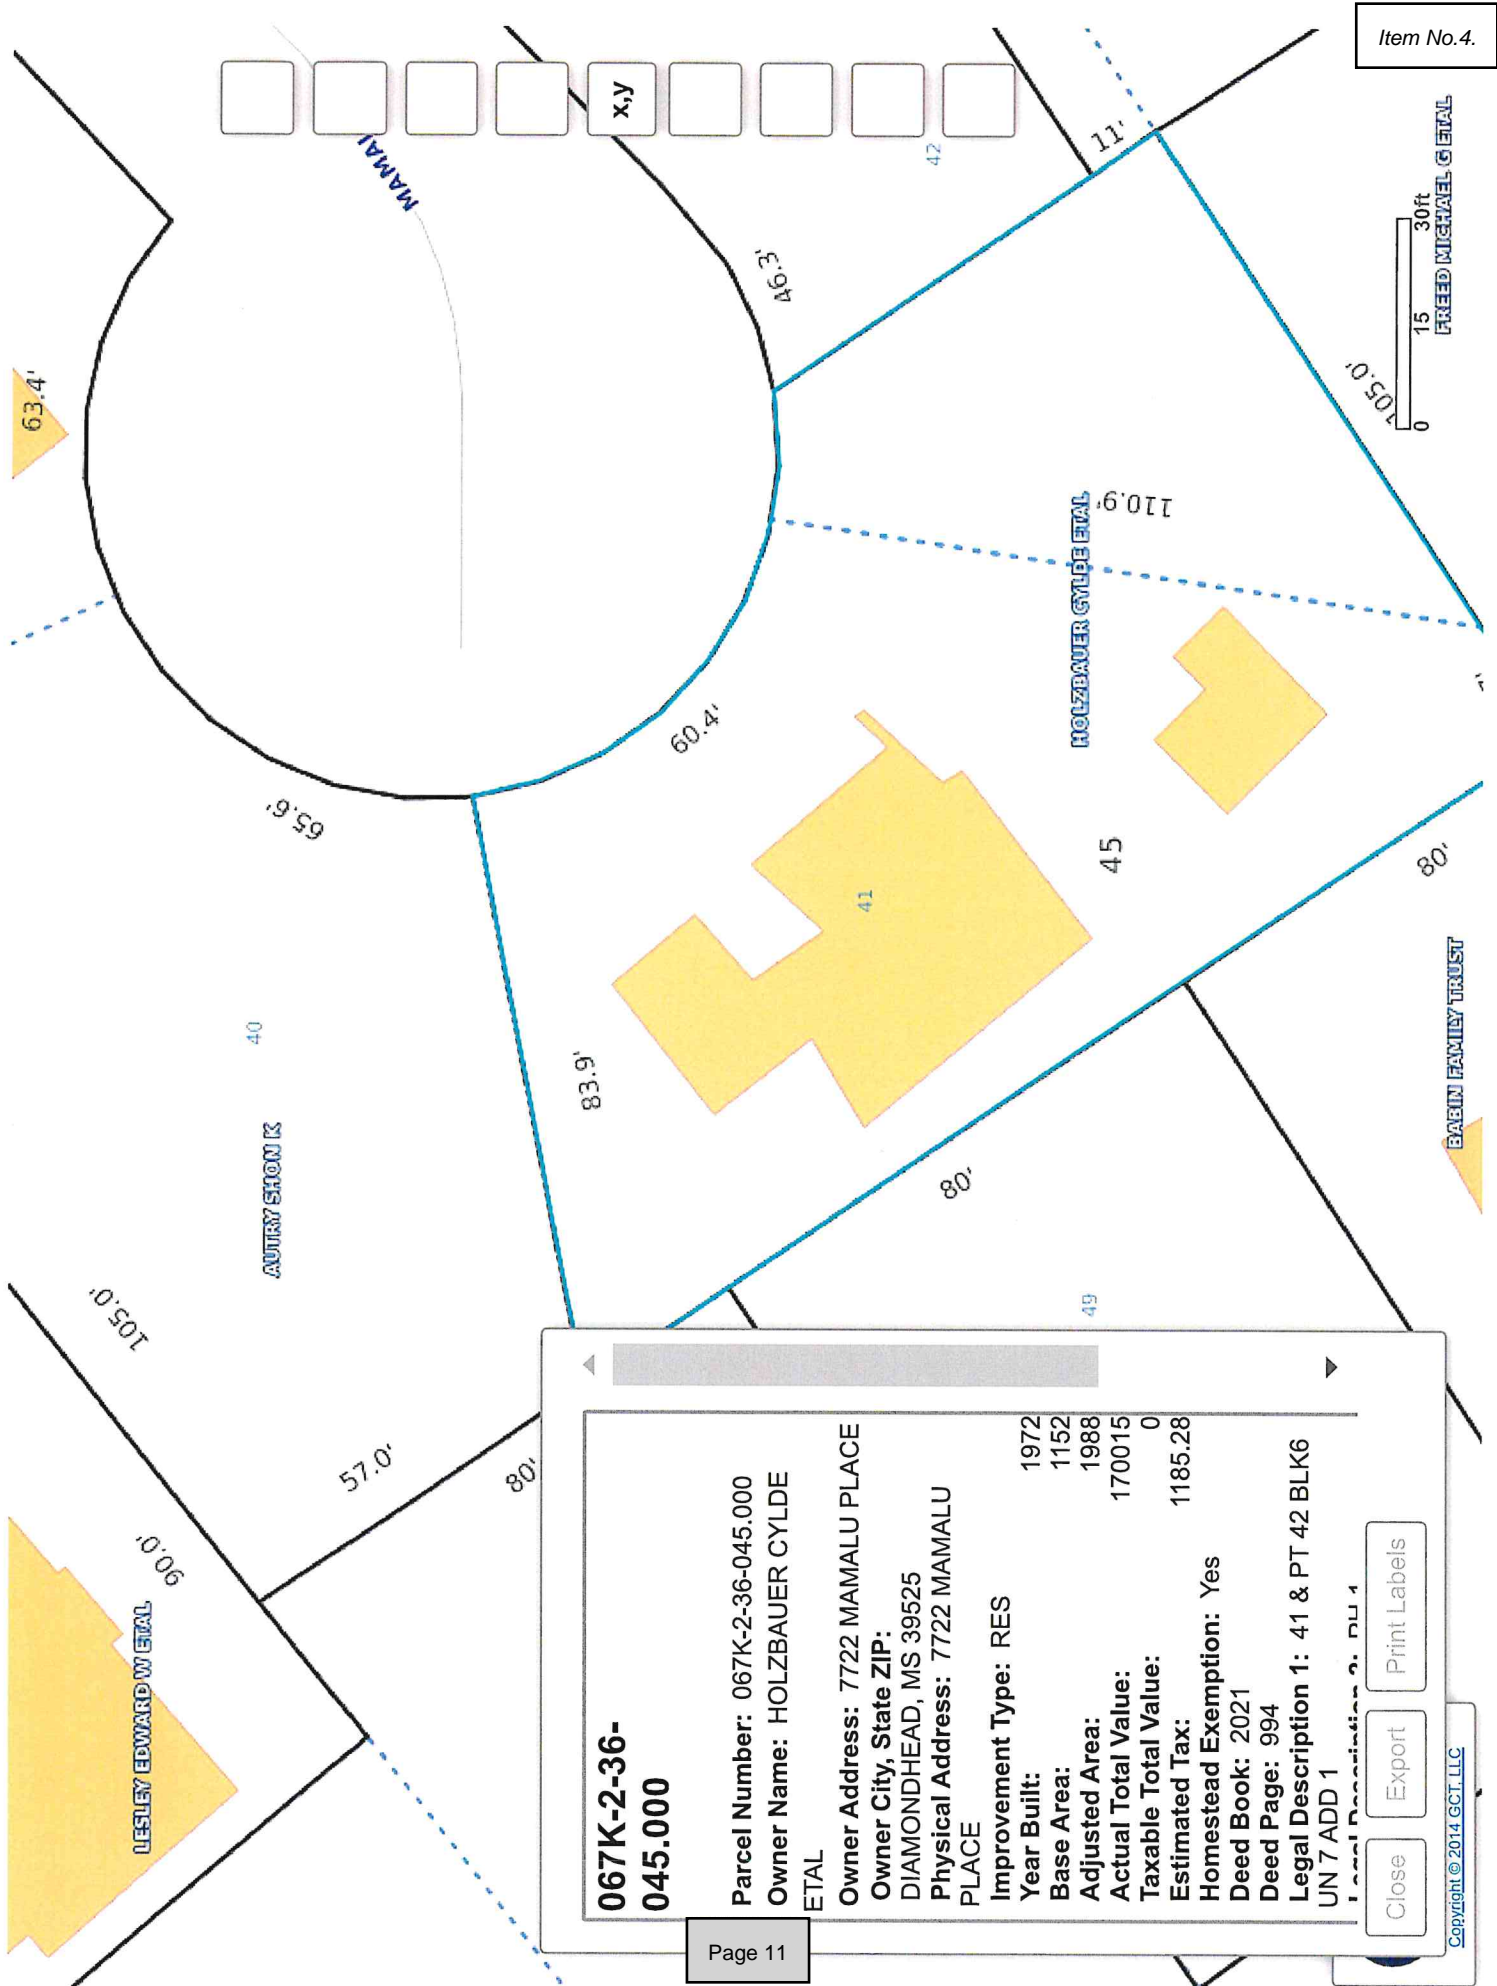 Item No.4.
63.4'
MAMAI
x,y
42
11'
46.3'
65.6'
60.4'
110.9'
105.0'
0 15 30ft
FREED MICHAEL G ETAL
HOLZBAUER CYLDE ETAL
40
AUTRY SHON K
41
45
83.9'
80'
80'
BABIN FAMILY TRUST
49
105.0'
57.0'
90.0'
80'
LESLEY EDWARD W ETAL
067K-2-36-
045.000
Parcel Number: 067K-2-36-045.000
Owner Name: HOLZBAUER CYLDE
ETAL
Owner Address: 7722 MAMALU PLACE
Owner City, State ZIP:
DIAMONDHEAD, MS 39525
Physical Address: 7722 MAMALU
PLACE
Improvement Type: RES
Year Built: 1972
Base Area: 1152
Adjusted Area: 1988
Actual Total Value: 170015
Taxable Total Value: 0
Estimated Tax: 1185.28
Homestead Exemption: Yes
Deed Book: 2021
Deed Page: 994
Legal Description 1: 41 & PT 42 BLK6
UN 7 ADD 1
Legal Description 2: PH 1
Close Export Print Labels
Copyright © 2014 GCT, LLC
Page 11